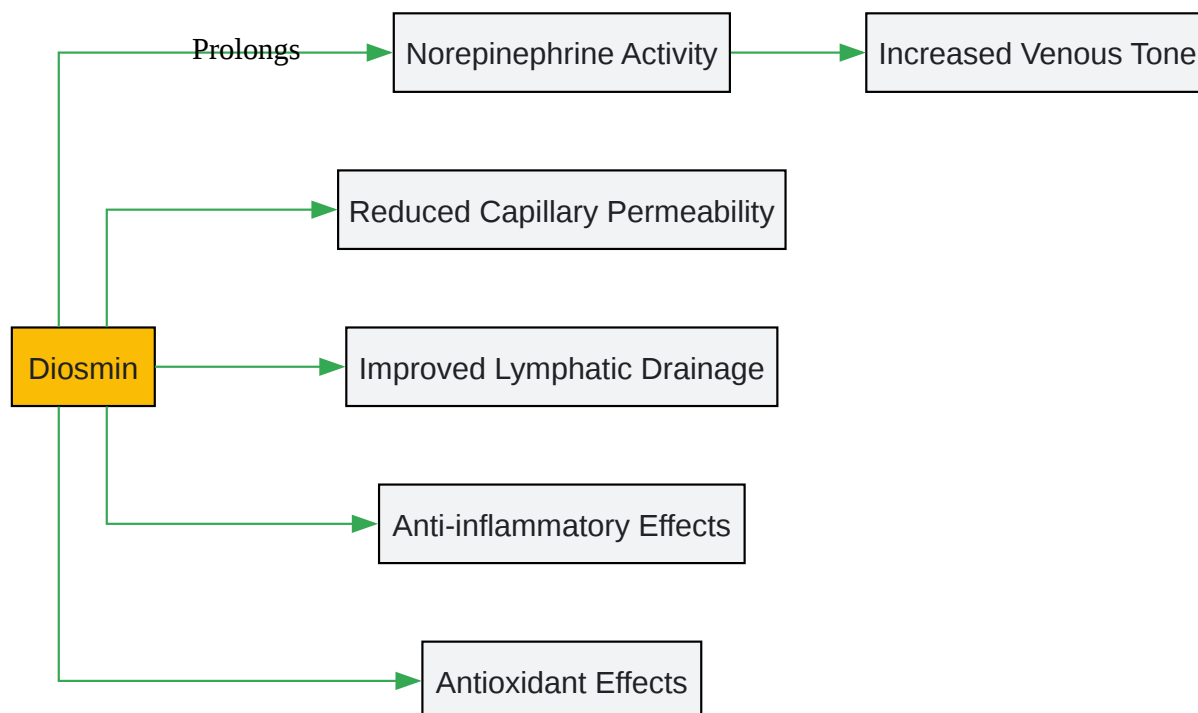 Prolongs
Norepinephrine Activity
Increased Venous Tone
Reduced Capillary Permeability
Diosmin
Improved Lymphatic Drainage
Anti-inflammatory Effects
Antioxidant Effects